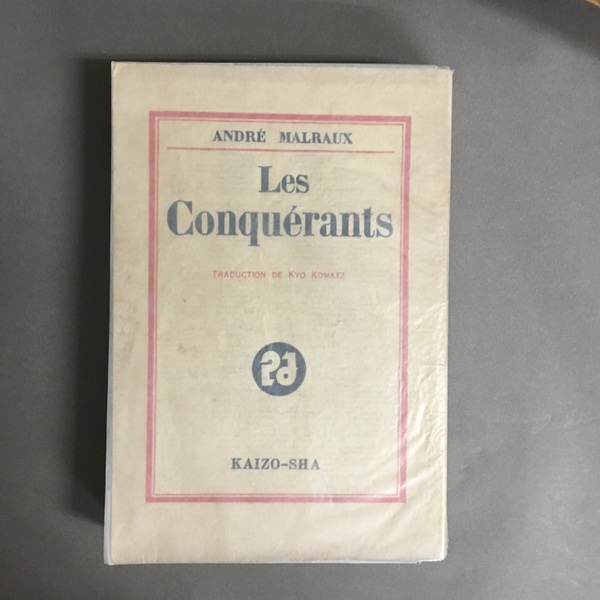 ANDRÉ MALRAUX
Les
Conquérants
TRADUCTION DE KYO KOMATZ
KAIZO-SHA